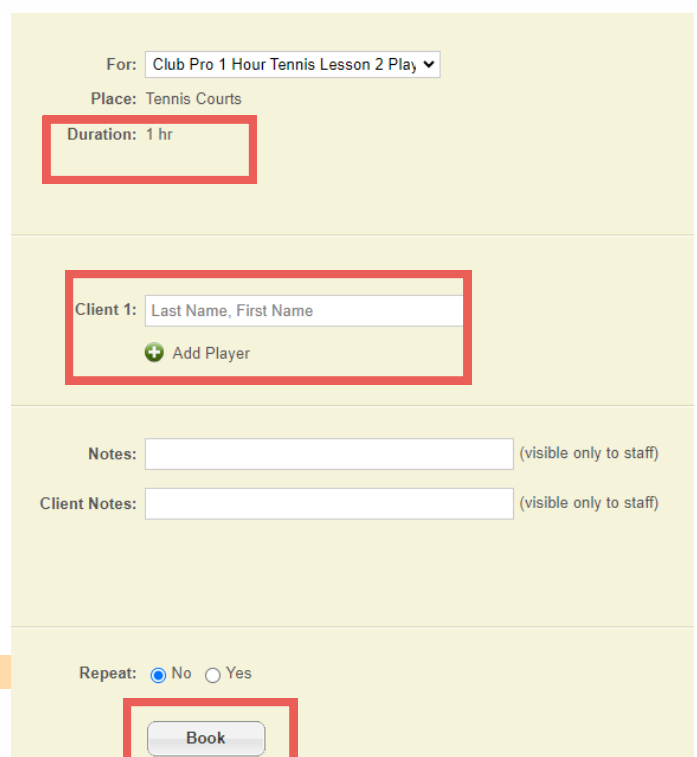 For: Club Pro 1 Hour Tennis Lesson 2 Play
Place: Tennis Courts
Duration: 1 hr
Client 1: Last Name, First Name
Add Player
Notes: (visible only to staff)
Client Notes: (visible only to staff)
Repeat: No Yes
Book